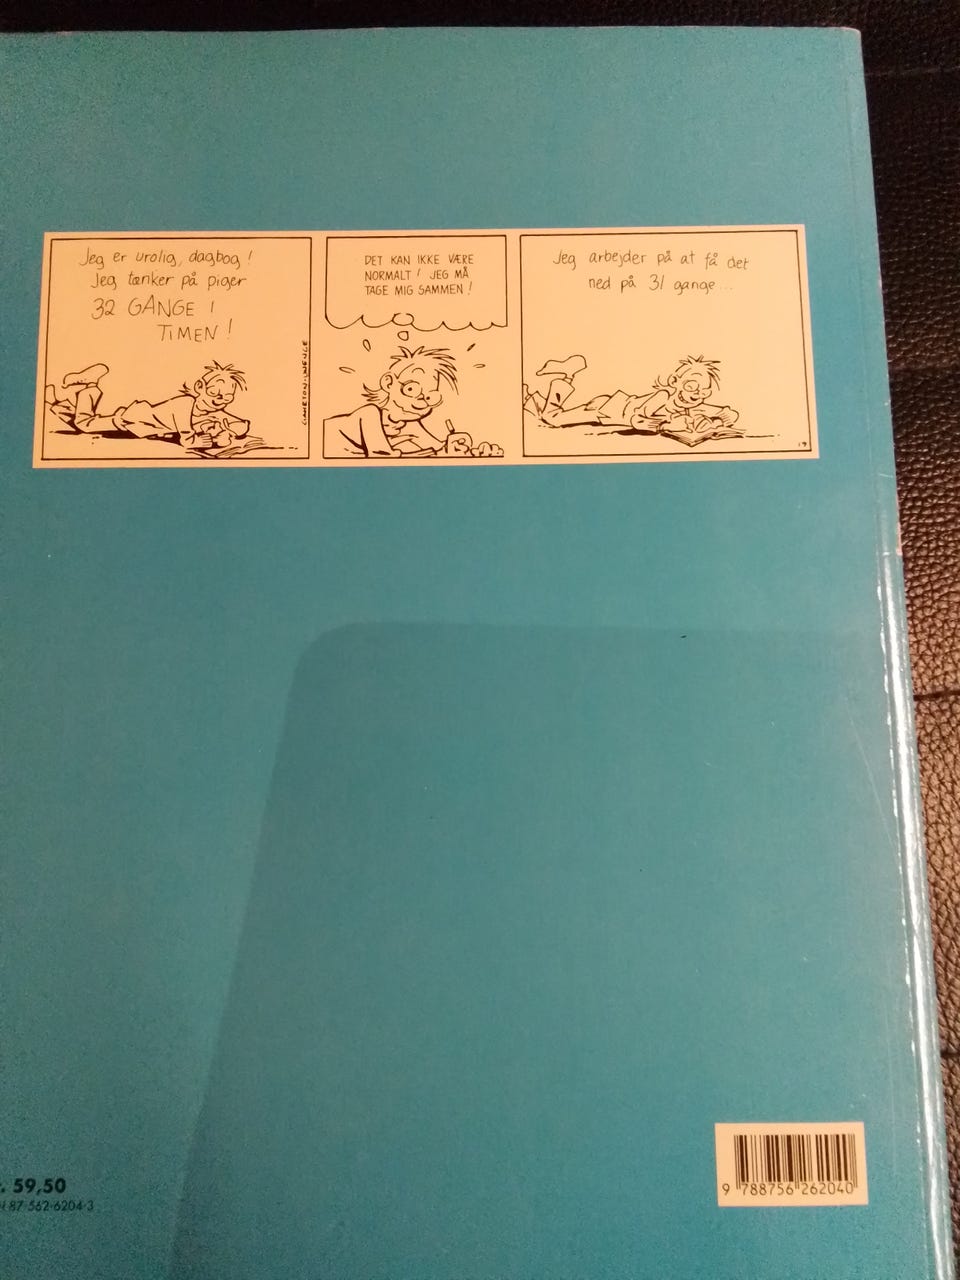 Jeg er urolig, dagbog!
Jeg tænker på piger
32 GANGE I
TIMEN!
DET KAN IKKE VÆRE
NORMALT! JEG MÅ
TAGE MIG SAMMEN!
Jeg arbejder på at få det
ned på 31 gange...
19
59,50
87-562-6204-3
9 788756 262040